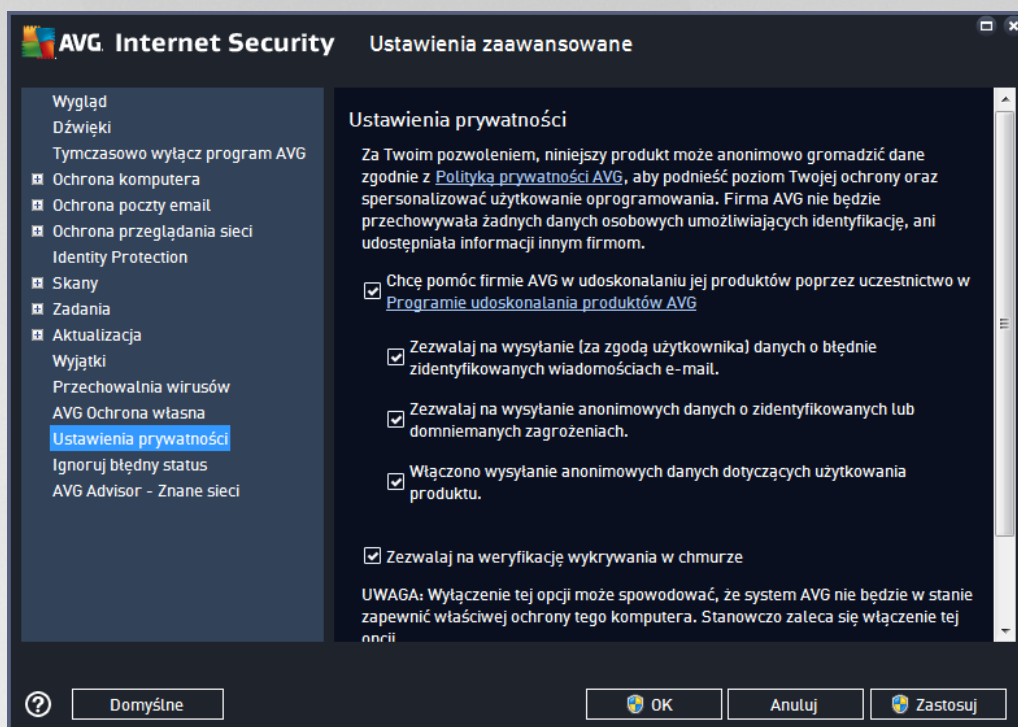 AVG. Internet Security
Ustawienia zaawansowane
Wygląd
Dźwięki
Tymczasowo wyłącz program AVG
Ochrona komputera
Ochrona poczty email
Ochrona przeglądania sieci
Identity Protection
Skany
Zadania
Aktualizacja
Wyjątki
Przechowalnia wirusów
AVG Ochrona własna
Ustawienia prywatności
Ignoruj błędny status
AVG Advisor - Znane sieci
Ustawienia prywatności
Za Twoim pozwoleniem, niniejszy produkt może anonimowo gromadzić dane
zgodnie z Polityką prywatności AVG, aby podnieść poziom Twojej ochrony oraz
spersonalizować użytkowanie oprogramowania. Firma AVG nie będzie
przechowywała żadnych danych osobowych umożliwiających identyfikację, ani
udostępniała informacji innym firmom.
Chcę pomóc firmie AVG w udoskonalaniu jej produktów poprzez uczestnictwo w
Programie udoskonalania produktów AVG
Zezwalaj na wysyłanie (za zgodą użytkownika) danych o błędnie
zidentyfikowanych wiadomościach e-mail.
Zezwalaj na wysyłanie anonimowych danych o zidentyfikowanych lub
domniemanych zagrożeniach.
Włączono wysyłanie anonimowych danych dotyczących użytkowania
produktu.
Zezwalaj na weryfikację wykrywania w chmurze
UWAGA: Wyłączenie tej opcji może spowodować, że system AVG nie będzie w stanie
zapewnić właściwej ochrony tego komputera. Stanowczo zaleca się włączenie tej
opcji.
Domyślne
OK
Anuluj
Zastosuj